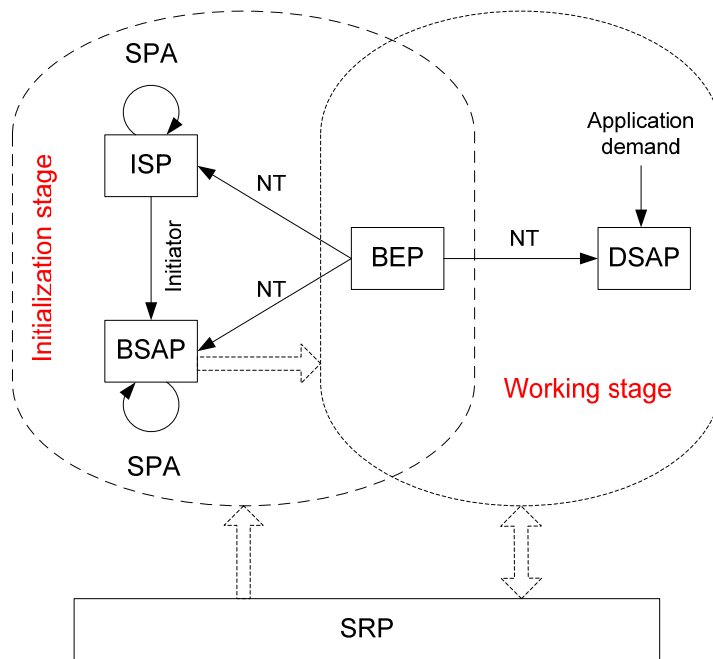 SPA
Application
demand
ISP
NT
Initialization stage
Initiator
BEP
NT
DSAP
NT
BSAP
Working stage
SPA
SRP